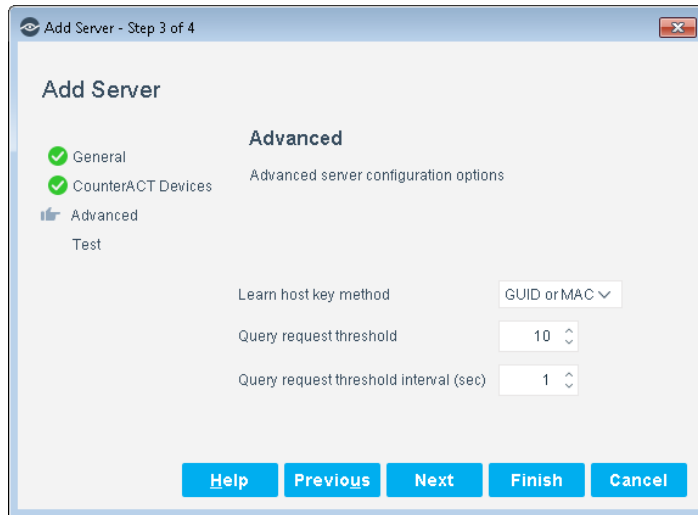 Add Server - Step 3 of 4
Add Server
General
CounterACT Devices
Advanced
Test
Advanced
Advanced server configuration options
Learn host key method GUID or MAC
Query request threshold 10
Query request threshold interval (sec) 1
Help Previous Next Finish Cancel